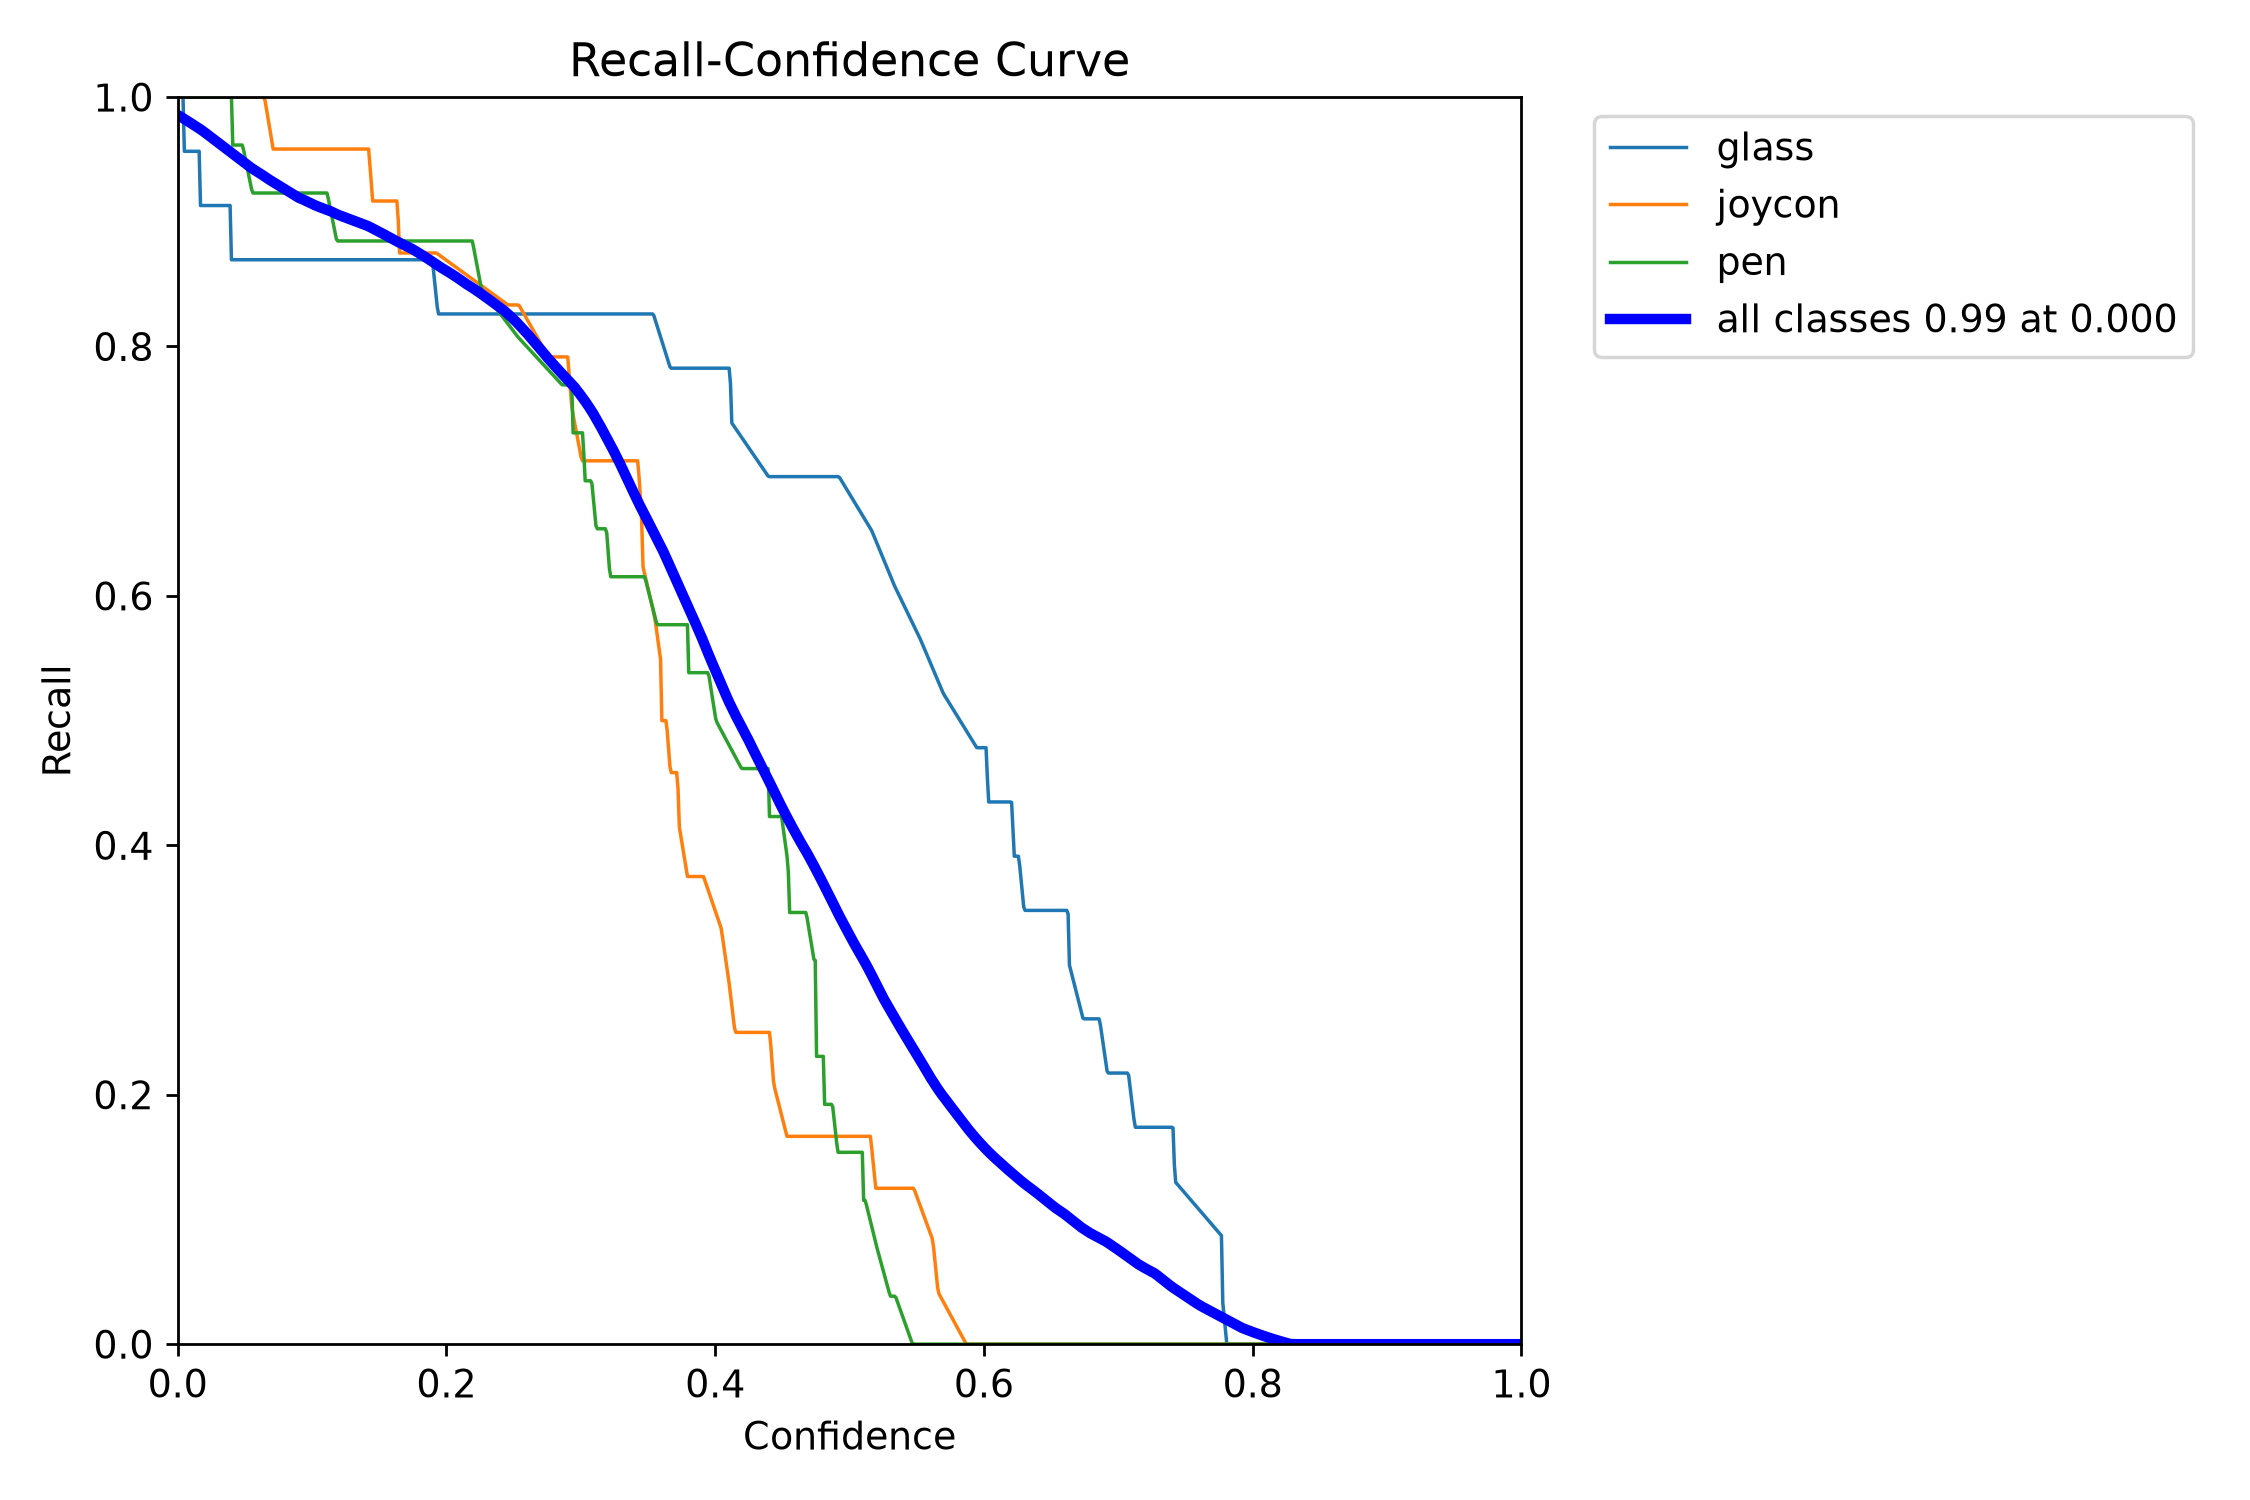 Recall-Confidence Curve
1.0
0.8
0.6
0.4
0.2
0.0
Recall
0.0 0.2 0.4 0.6 0.8 1.0
Confidence
glass
joycon
pen
all classes 0.99 at 0.000